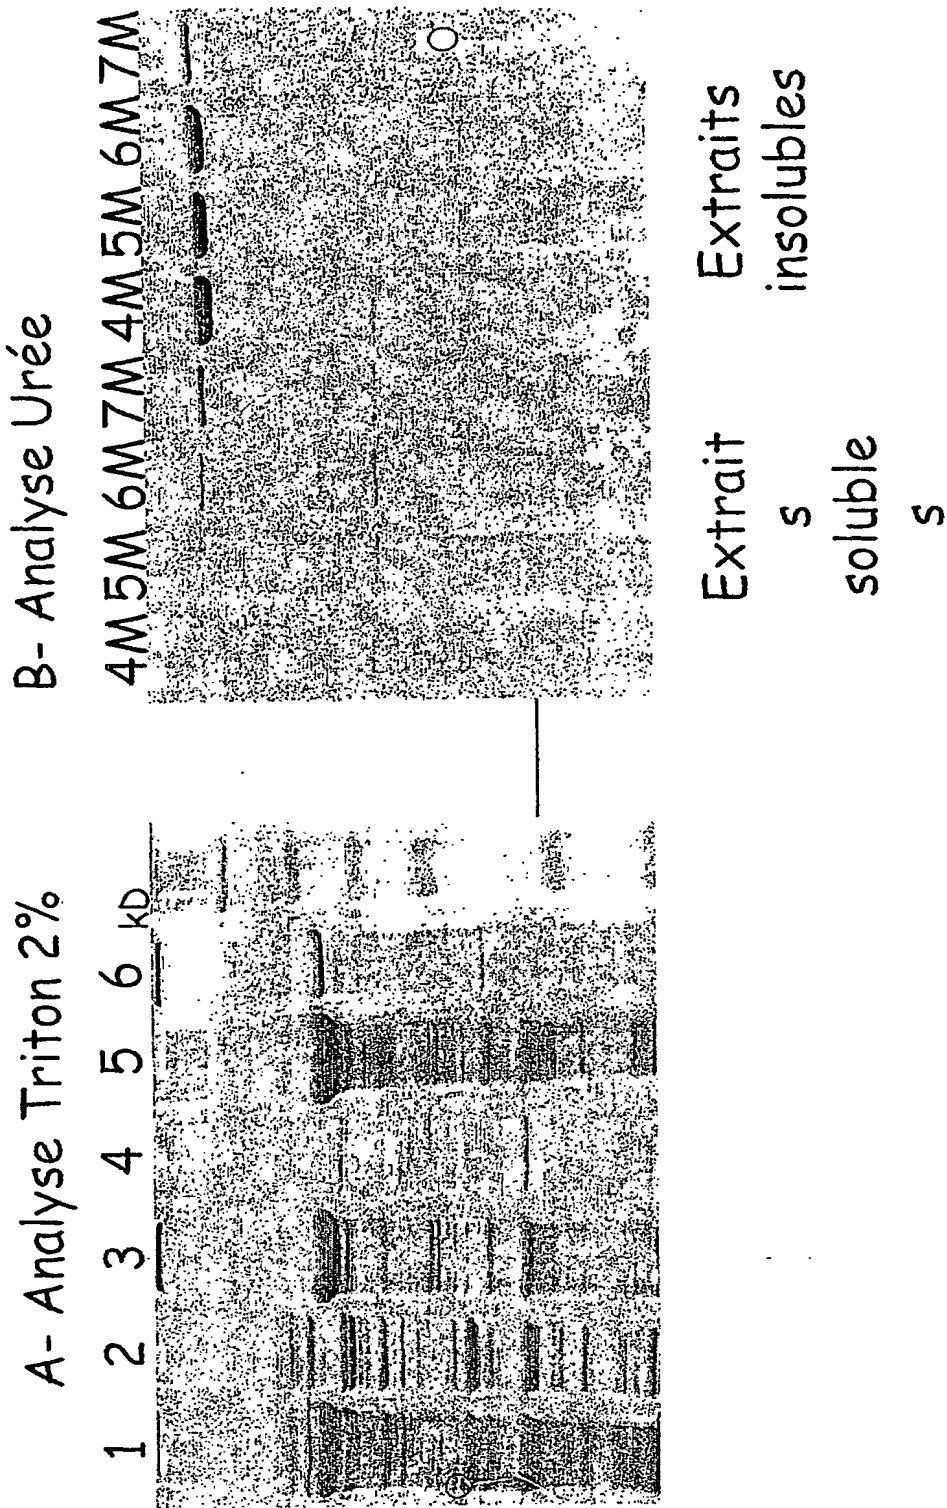 A- Analyse Triton 2%
1 2 3 4 5 6 kD
B- Analyse Urée
4M 5M 6M 7M 4M 5M 6M 7M
Extrait
s
soluble
s
Extraits
insolubles